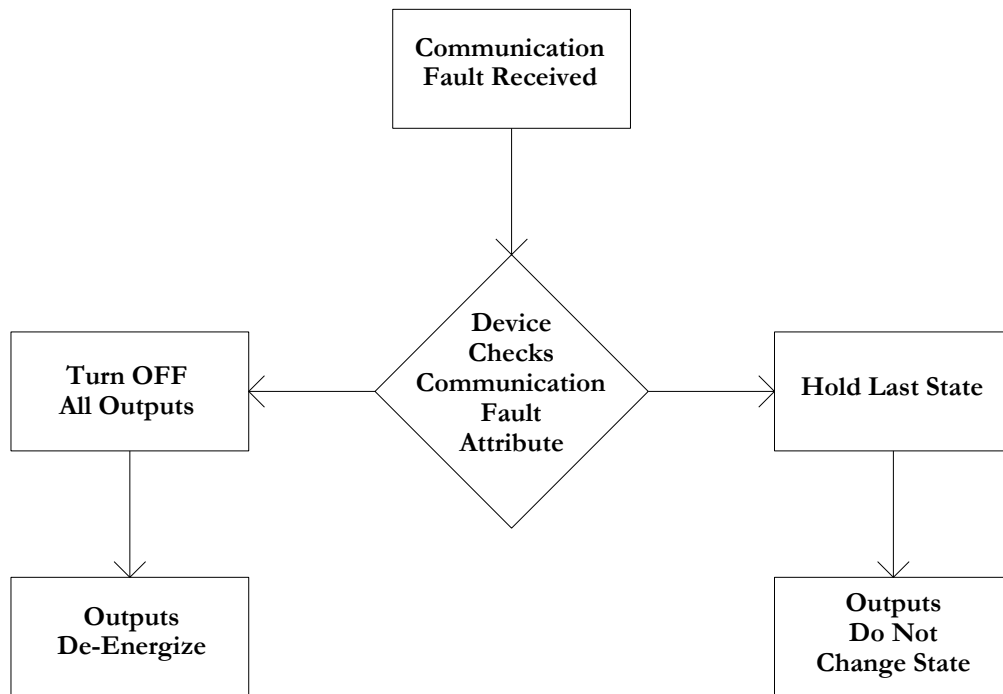 Communication
Fault Received
Device
Checks
Communication
Fault
Attribute
Turn OFF
All Outputs
Hold Last State
Outputs
De-Energize
Outputs
Do Not
Change State